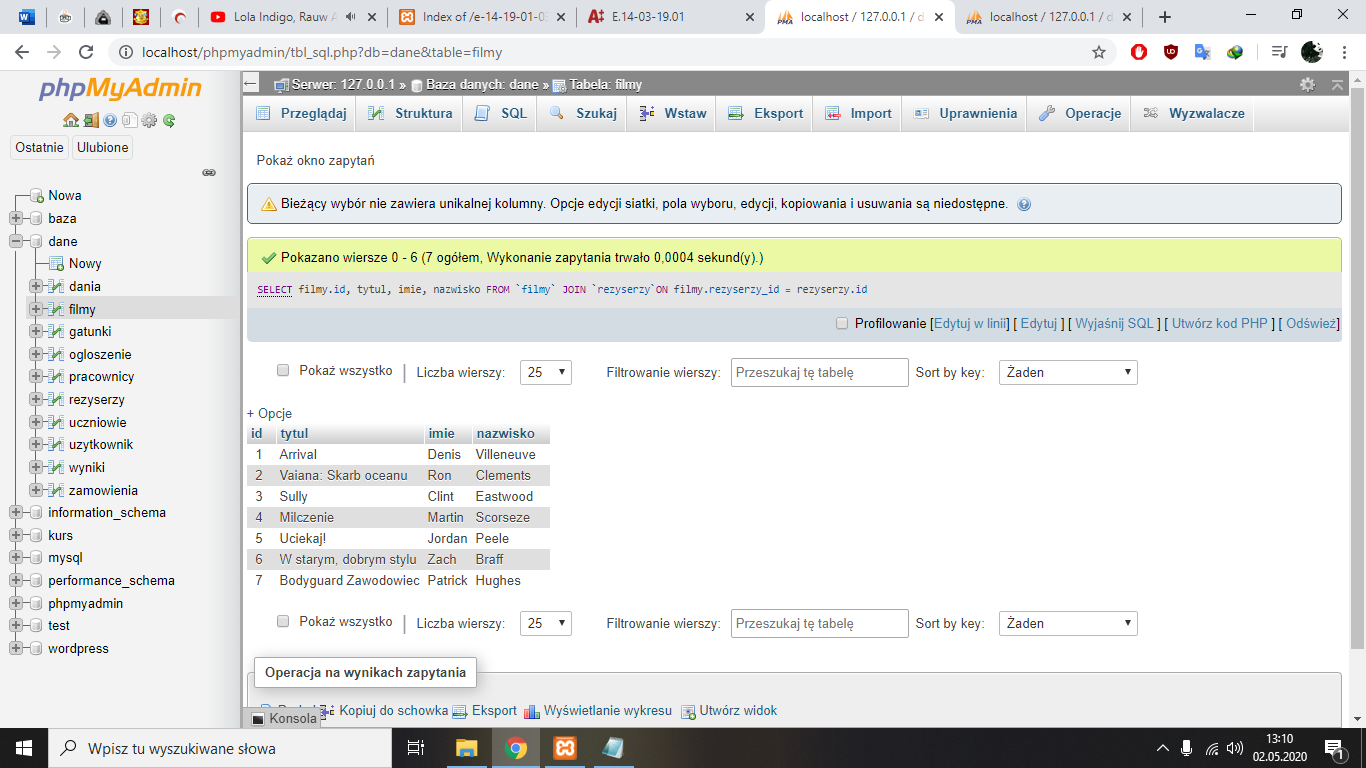 Lola Indigo, Rauw A
Index of /e-14-19-01-03
E.14-03-19.01
localhost / 127.0.0.1 / d
localhost / 127.0.0.1 / d
localhost/phpmyadmin/tbl_sql.php?db=dane&table=filmy
phpMyAdmin
Ostatnie Ulubione
Nowa
baza
dane
Nowy
dania
filmy
gatunki
ogloszenie
pracownicy
rezyserzy
uczniowie
uzytkownik
wyniki
zamowienia
information_schema
kurs
mysql
performance_schema
phpmyadmin
test
wordpress
Serwer: 127.0.0.1 » Baza danych: dane » Tabela: filmy
Przeglądaj Struktura SQL Szukaj Wstaw Eksport Import Uprawnienia Operacje Wyzwalacze
Pokaż okno zapytań
Bieżący wybór nie zawiera unikalnej kolumny. Opcje edycji siatki, pola wyboru, edycji, kopiowania i usuwania są niedostępne.
Pokazano wiersze 0 - 6 (7 ogółem, Wykonanie zapytania trwało 0,0004 sekund(y).)
SELECT filmy.id, tytul, imie, nazwisko FROM `filmy` JOIN `rezyserzy`ON filmy.rezyserzy_id = rezyserzy.id
Profilowanie [Edytuj w linii] [ Edytuj ] [ Wyjaśnij SQL ] [ Utwórz kod PHP ] [ Odśwież]
Pokaż wszystko | Liczba wierszy: 25 Filtrowanie wierszy: Przeszukaj tę tabelę Sort by key: Żaden
+ Opcje
id tytul imie nazwisko
1 Arrival Denis Villeneuve
2 Vaiana: Skarb oceanu Ron Clements
3 Sully Clint Eastwood
4 Milczenie Martin Scorseze
5 Uciekaj! Jordan Peele
6 W starym, dobrym stylu Zach Braff
7 Bodyguard Zawodowiec Patrick Hughes
Pokaż wszystko | Liczba wierszy: 25 Filtrowanie wierszy: Przeszukaj tę tabelę Sort by key: Żaden
Operacja na wynikach zapytania
Kopiuj do schowka Eksport Wyświetlanie wykresu Utwórz widok
Konsola
Wpisz tu wyszukiwane słowa
13:10
02.05.2020
1